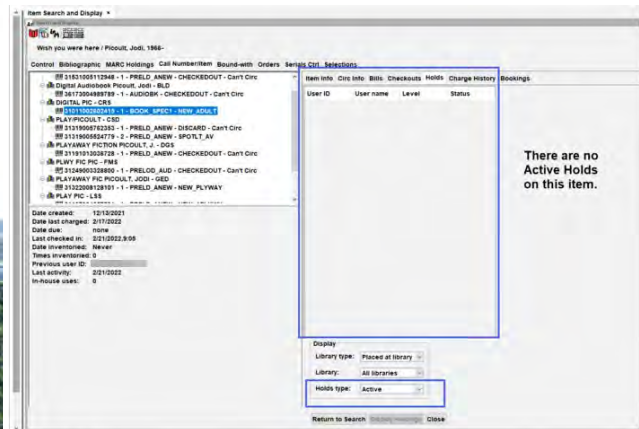 Item Search and Display
Wish you were here / Picoult, Jodi, 1966-
Control Bibliographic MARC Holdings Call Number/Item Bound-with Orders Serials Ctrl Selections
31531005112948 - 1 - PRELD_ANEW - CHECKEDOUT - Can't Circ
Digital Audiobook Picoult, Jodi - BLD
36173004989789 - 1 - AUDIOBK - CHECKEDOUT - Can't Circ
DIGITAL PIC - CRS
31011002602415 - 1 - BOOK_SPEC1 - NEW_ADULT
PLAY/PICOULT - CSD
31319005762353 - 1 - PRELD_ANEW - DISCARD - Can't Circ
31319005824779 - 2 - PRELD_ANEW - SPOTLT_AV
PLAYAWAY FICTION PICOULT, J. - DGS
31191013038728 - 1 - PRELD_ANEW - CHECKEDOUT - Can't Circ
PLWY FIC PIC - FMS
31249003328800 - 1 - PRELOD_AUD - CHECKEDOUT - Can't Circ
PLAYAWAY FIC PICOULT, JODI - GED
31322008128101 - 1 - PRELD_ANEW - NEW_PLYWAY
PLAY PIC - LSS
Date created: 12/13/2021
Date last charged: 2/17/2022
Date due: none
Last checked in: 2/21/2022,9:05
Date inventoried: Never
Times inventoried: 0
Previous user ID:
Last activity: 2/21/2022
In-house uses: 0
Item Info Circ Info Bills Checkouts Holds Charge History Bookings
User ID User name Level Status
There are no
Active Holds
on this item.
Display
Library type: Placed at library
Library: All libraries
Holds type: Active
Return to Search Close